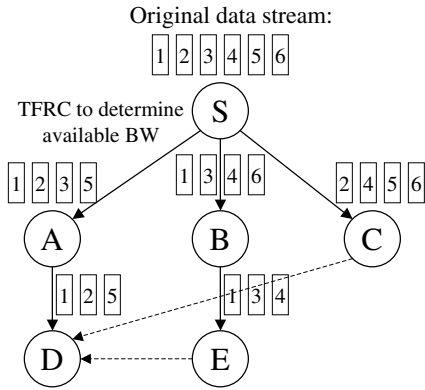 Original data stream:
1 2 3 4 5 6
S
TFRC to determine
available BW
1 2 3 5
1 3 4 6
2 4 5 6
A B C
1 2 5
1 3 4
D E